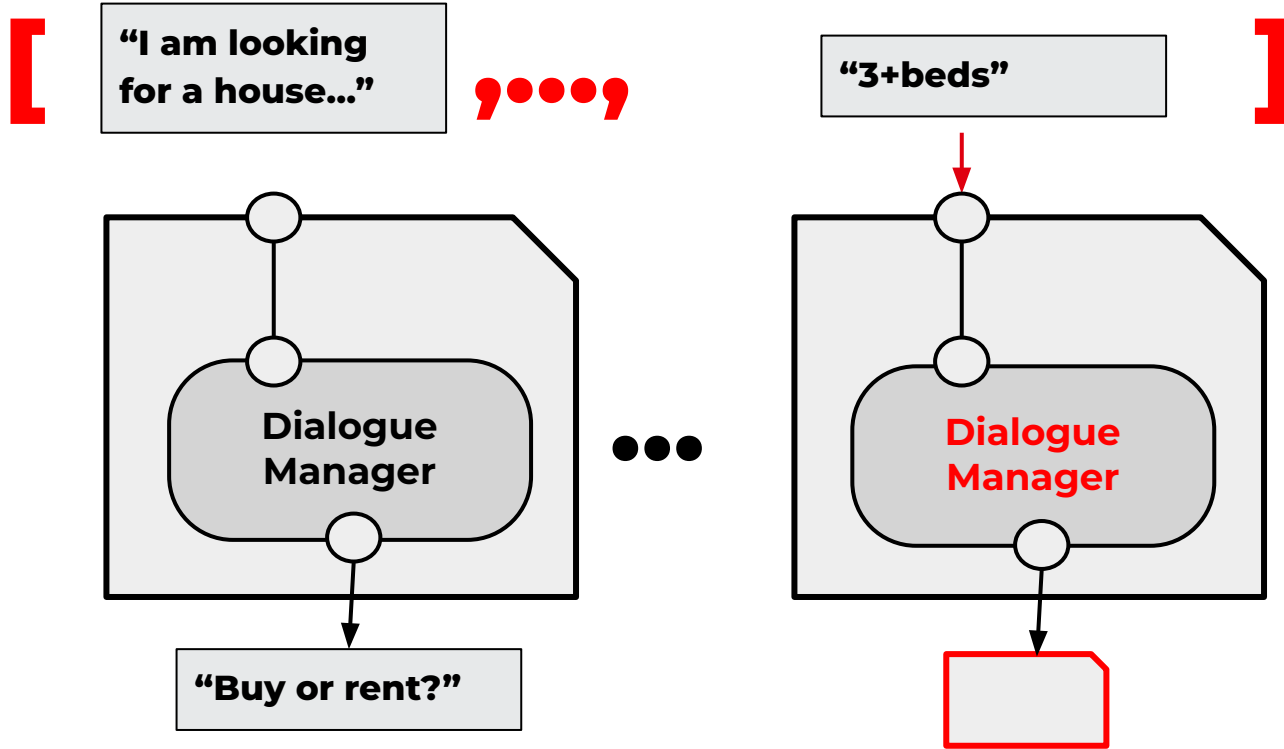 [
“I am looking
for a house...”
,...,
“3+beds”
]
Dialogue
Manager
...
Dialogue
Manager
“Buy or rent?”